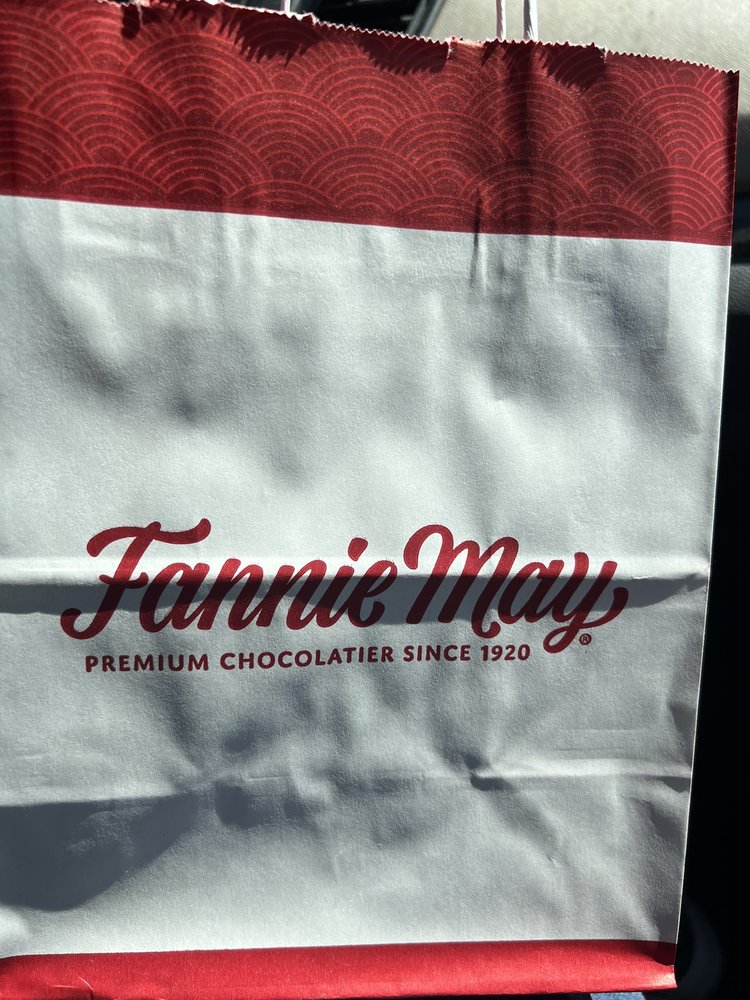 Fannie May®
PREMIUM CHOCOLATIER SINCE 1920